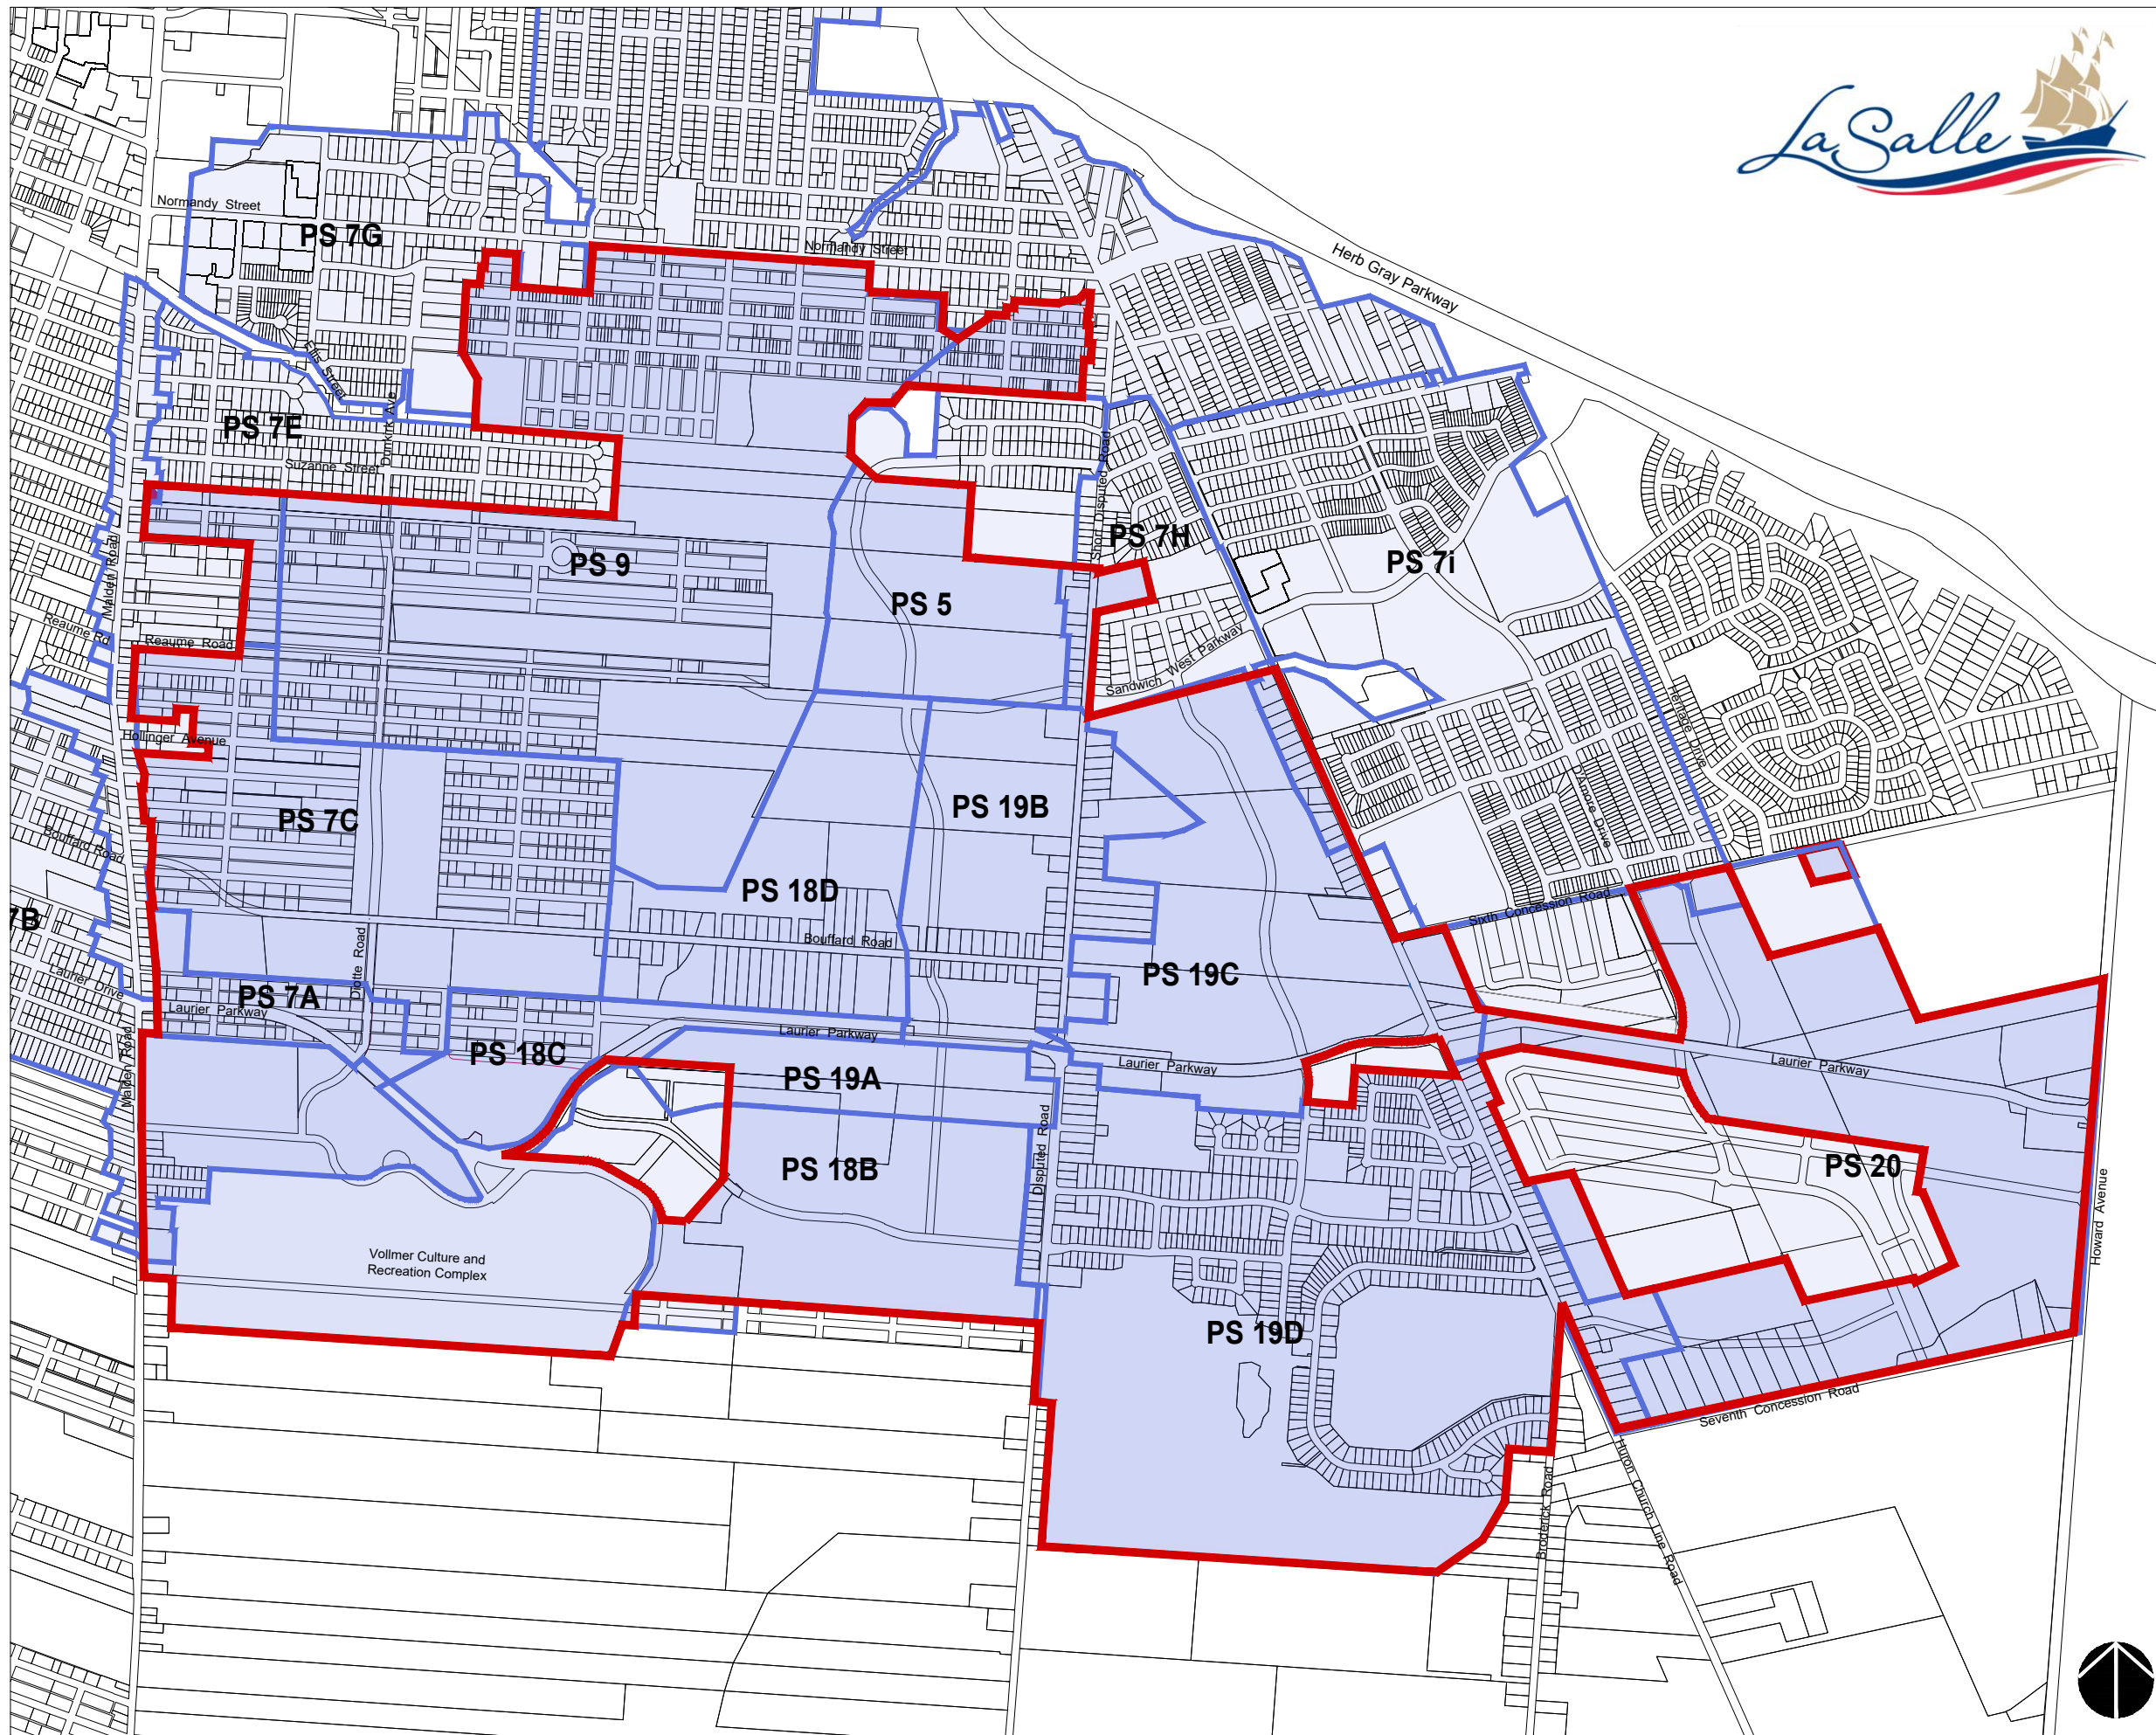 LaSalle
Normandy Street
PS 7G
Normandy Street
Herb Gray Parkway
Ellis Street
Dunkirk Ave
PS 7E
Suzanne Street
Short Disputed Road
PS 7H
PS 7i
Malden Road
PS 9
PS 5
Reaume Rd
Reaume Road
Sandwich West Parkway
Heritage Drive
Hollinger Avenue
D'Amore Drive
PS 7C
PS 19B
Bouffard Road
PS 18D
Sixth Concession Road
7B
Bouffard Road
Laurier Drive
PS 7A
Diotte Road
PS 19C
Laurier Parkway
PS 18C
Laurier Parkway
PS 19A
Laurier Parkway
Laurier Parkway
Malden Road
Disputed Road
PS 18B
PS 20
Howard Avenue
Vollmer Culture and
Recreation Complex
PS 19D
Seventh Concession Road
Broderick Road
Huron Church Line Road